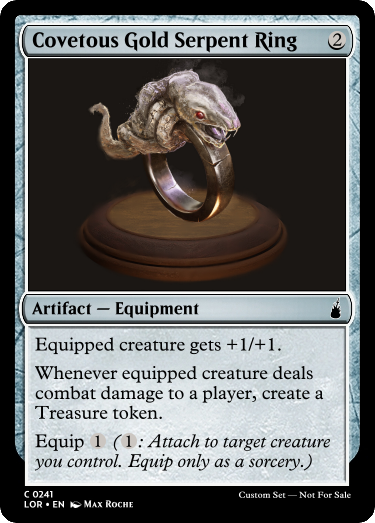 Covetous Gold Serpent Ring 2
Artifact — Equipment
Equipped creature gets +1/+1.
Whenever equipped creature deals
combat damage to a player, create a
Treasure token.
Equip 1 (1: Attach to target creature
you control. Equip only as a sorcery.)
C 0241
LOR • EN Max Roche
Custom Set — Not For Sale